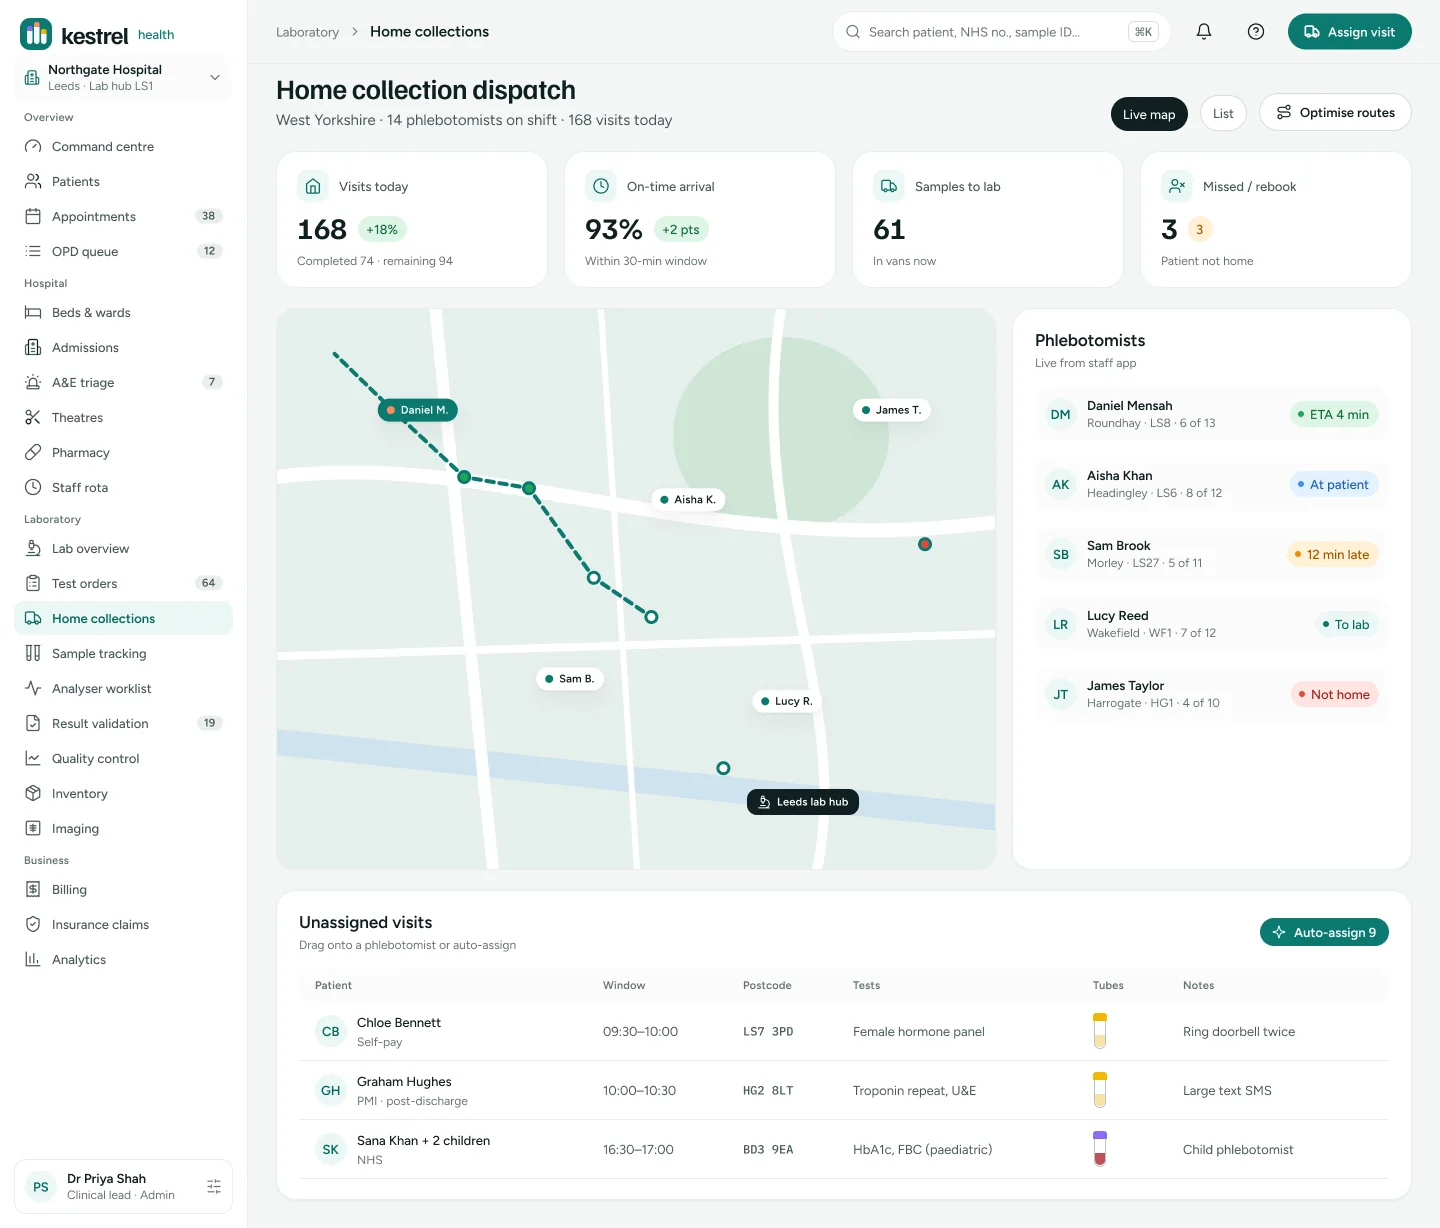 kestrel health
Northgate Hospital
Leeds · Lab hub LS1
Overview
Command centre
Patients
Appointments 38
OPD queue 12
Hospital
Beds & wards
Admissions
A&E triage 7
Theatres
Pharmacy
Staff rota
Laboratory
Lab overview
Test orders 64
Home collections
Sample tracking
Analyser worklist
Result validation 19
Quality control
Inventory
Imaging
Business
Billing
Insurance claims
Analytics
PS
Dr Priya Shah
Clinical lead · Admin
Laboratory > Home collections
Search patient, NHS no., sample ID... ⌘K
Assign visit
Home collection dispatch
West Yorkshire · 14 phlebotomists on shift · 168 visits today
Live map
List
Optimise routes
Visits today
168 +18%
Completed 74 · remaining 94
On-time arrival
93% +2 pts
Within 30-min window
Samples to lab
61
In vans now
Missed / rebook
3 3
Patient not home
Daniel M.
James T.
Aisha K.
Sam B.
Lucy R.
Leeds lab hub
Phlebotomists
Live from staff app
DM
Daniel Mensah
Roundhay · LS8 · 6 of 13
ETA 4 min
AK
Aisha Khan
Headingley · LS6 · 8 of 12
At patient
SB
Sam Brook
Morley · LS27 · 5 of 11
12 min late
LR
Lucy Reed
Wakefield · WF1 · 7 of 12
To lab
JT
James Taylor
Harrogate · HG1 · 4 of 10
Not home
Unassigned visits
Drag onto a phlebotomist or auto-assign
Auto-assign 9
Patient Window Postcode Tests Tubes Notes
CB
Chloe Bennett
Self-pay
09:30–10:00 LS7 3PD Female hormone panel Ring doorbell twice
GH
Graham Hughes
PMI · post-discharge
10:00–10:30 HG2 8LT Troponin repeat, U&E Large text SMS
SK
Sana Khan + 2 children
NHS
16:30–17:00 BD3 9EA HbA1c, FBC (paediatric) Child phlebotomist